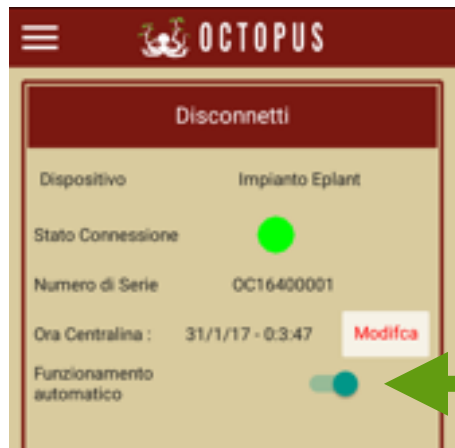 OCTOPUS
Disconnetti
Dispositivo Impianto Eplant
Stato Connessione
Numero di Serie OC16400001
Ora Centralina : 31/1/17 - 0:3:47 Modifca
Funzionamento
automatico